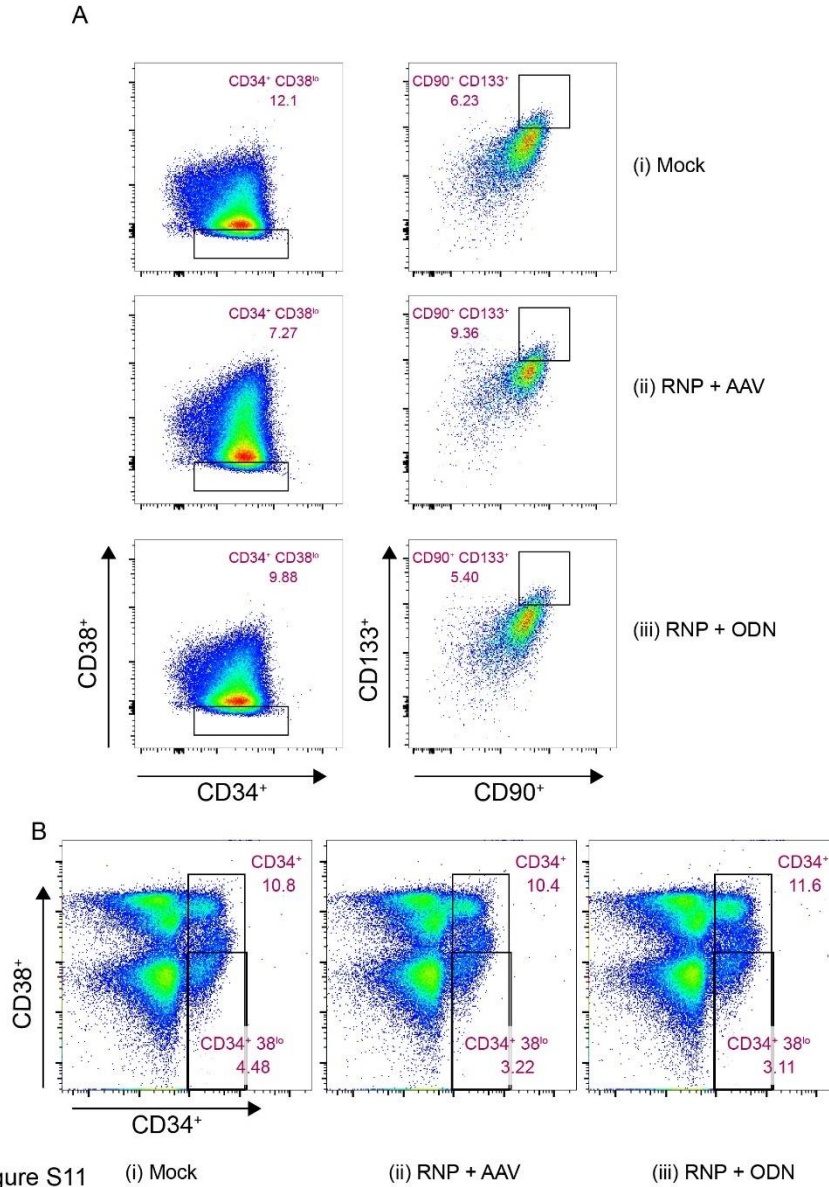 A
CD34⁺ CD38ˡᵒ
12.1
CD90⁺ CD133⁺
6.23
(i) Mock
CD34⁺ CD38ˡᵒ
7.27
CD90⁺ CD133⁺
9.36
(ii) RNP + AAV
CD34⁺ CD38ˡᵒ
9.88
CD90⁺ CD133⁺
5.40
(iii) RNP + ODN
CD38⁺
CD133⁺
CD34⁺
CD90⁺
B
CD34⁺
10.8
CD34⁺
10.4
CD34⁺
11.6
CD38⁺
CD34⁺ 38ˡᵒ
4.48
CD34⁺ 38ˡᵒ
3.22
CD34⁺ 38ˡᵒ
3.11
CD34⁺
gure S11
(i) Mock
(ii) RNP + AAV
(iii) RNP + ODN